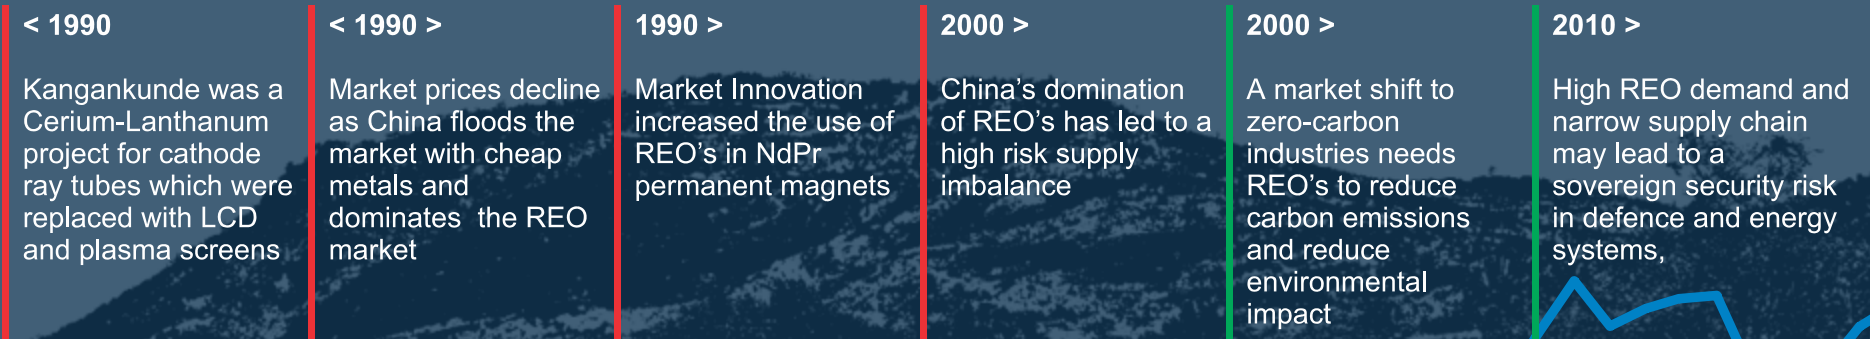 < 1990
Kangankunde was a
Cerium-Lanthanum
project for cathode
ray tubes which were
replaced with LCD
and plasma screens
< 1990 >
Market prices decline
as China floods the
market with cheap
metals and
dominates  the REO
market
1990 >
Market Innovation
increased the use of
REO's in NdPr
permanent magnets
2000 >
China's domination
of REO's has led to a
high risk supply
imbalance
2000 >
A market shift to
zero-carbon
industries needs
REO's to reduce
carbon emissions
and reduce
environmental
impact
2010 >
High REO demand and
narrow supply chain
may lead to a
sovereign security risk
in defence and energy
systems,